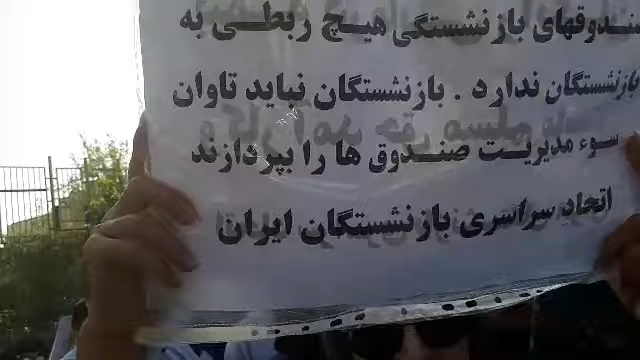 صندوقهای بازنشستگی هیچ ربطی به
بازنشستگان ندارد . بازنشستگان نباید تاوان
سوء مدیریت صندوق ها را بپردازند
اتحاد سراسری بازنشستگان ایران